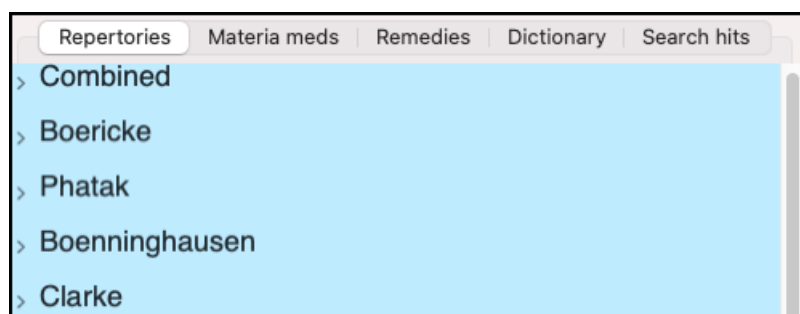 Repertories Materia meds Remedies Dictionary Search hits
Combined
Boericke
Phatak
Boenninghausen
Clarke